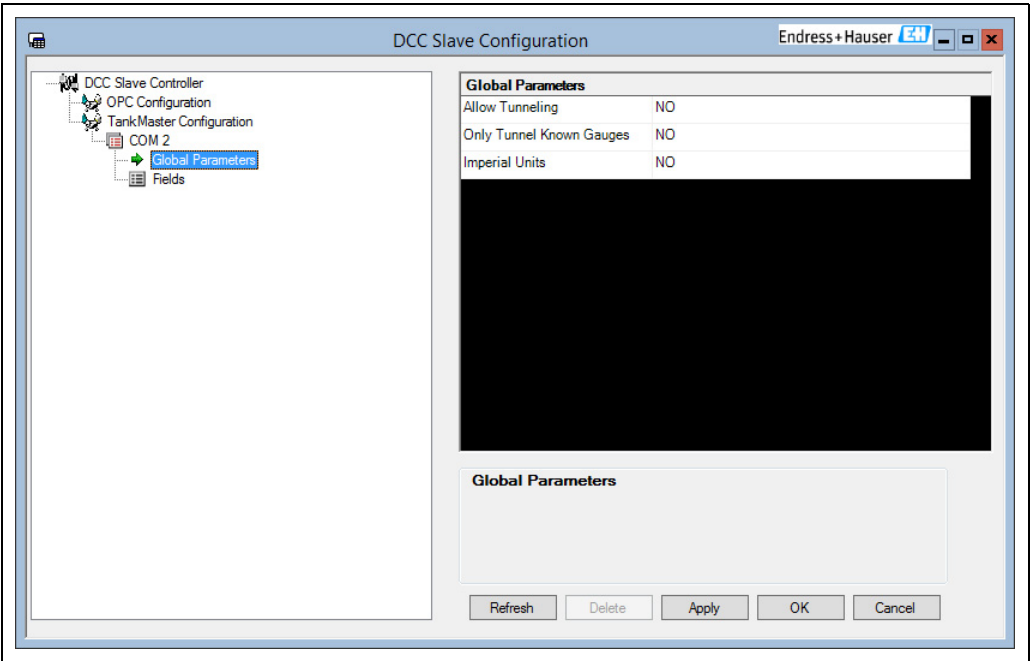 DCC Slave Configuration
Endress+Hauser EH
DCC Slave Controller
OPC Configuration
TankMaster Configuration
COM 2
Global Parameters
Fields
Global Parameters
Allow Tunneling NO
Only Tunnel Known Gauges NO
Imperial Units NO
Global Parameters
Refresh Delete Apply OK Cancel